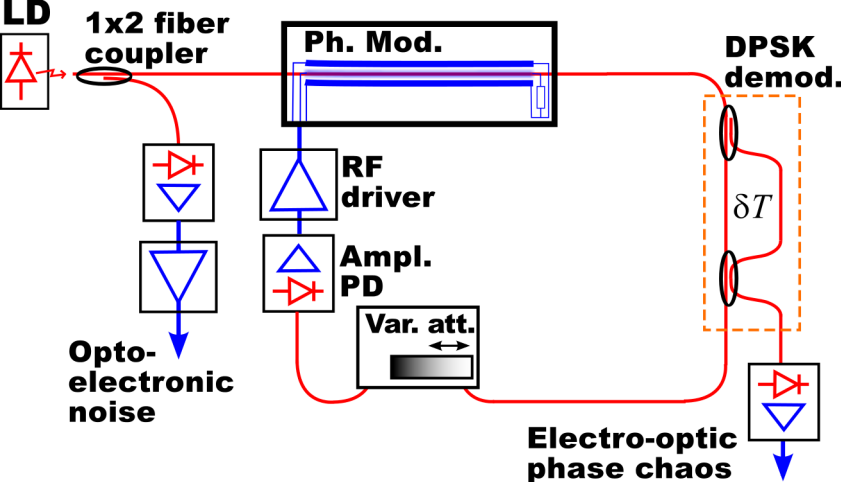 LD
1x2 fiber
coupler
Ph. Mod.
DPSK
demod.
RF
driver
δT
Ampl.
PD
Var. att.
Opto-
electronic
noise
Electro-optic
phase chaos